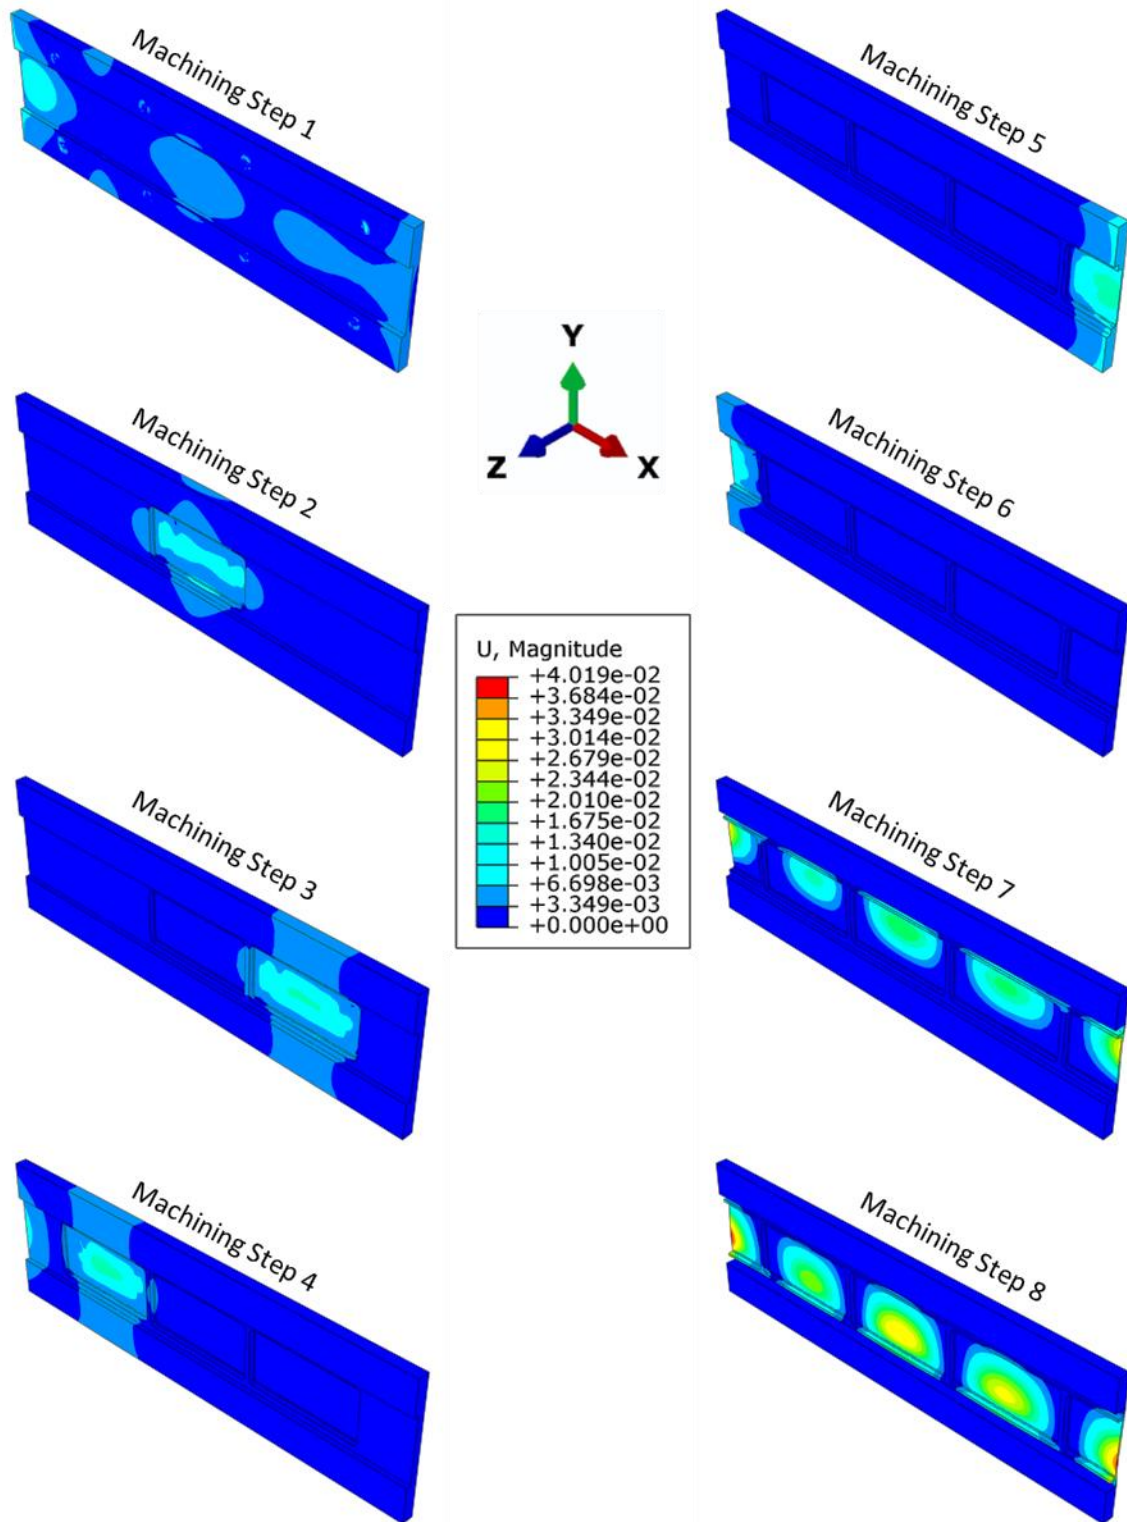 Machining Step 1
Machining Step 2
Machining Step 3
Machining Step 4
Y
Z
X
U, Magnitude
+4.019e-02
+3.684e-02
+3.349e-02
+3.014e-02
+2.679e-02
+2.344e-02
+2.010e-02
+1.675e-02
+1.340e-02
+1.005e-02
+6.698e-03
+3.349e-03
+0.000e+00
Machining Step 5
Machining Step 6
Machining Step 7
Machining Step 8